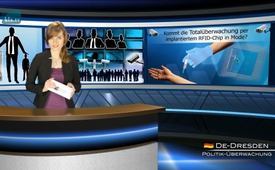 Kommt die Totalüberwachung per
implantiertem RFID-Chip in Mode?
DE-DRESDEN
POLITIK-ÜBERWACHUNG